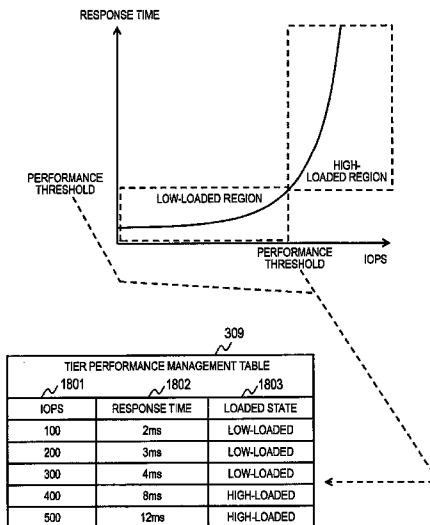 RESPONSE TIME
HIGH-
LOADED REGION
PERFORMANCE
THRESHOLD
LOW-LOADED REGION
PERFORMANCE
THRESHOLD
IOPS
309
TIER PERFORMANCE MANAGEMENT TABLE
1801 1802 1803
IOPS RESPONSE TIME LOADED STATE
100 2ms LOW-LOADED
200 3ms LOW-LOADED
300 4ms LOW-LOADED
400 8ms HIGH-LOADED
500 12ms HIGH-LOADED